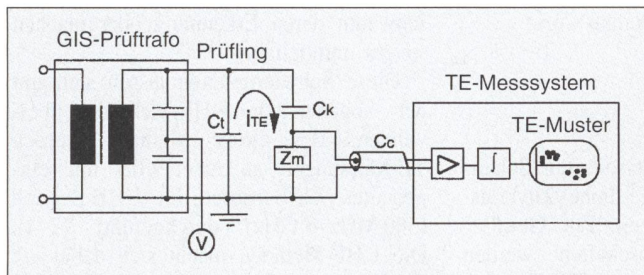 GIS-Prüftrafo
Prüfling
Ct
iTE
Ck
Zm
Cc
V
TE-Messsystem
TE-Muster
∫